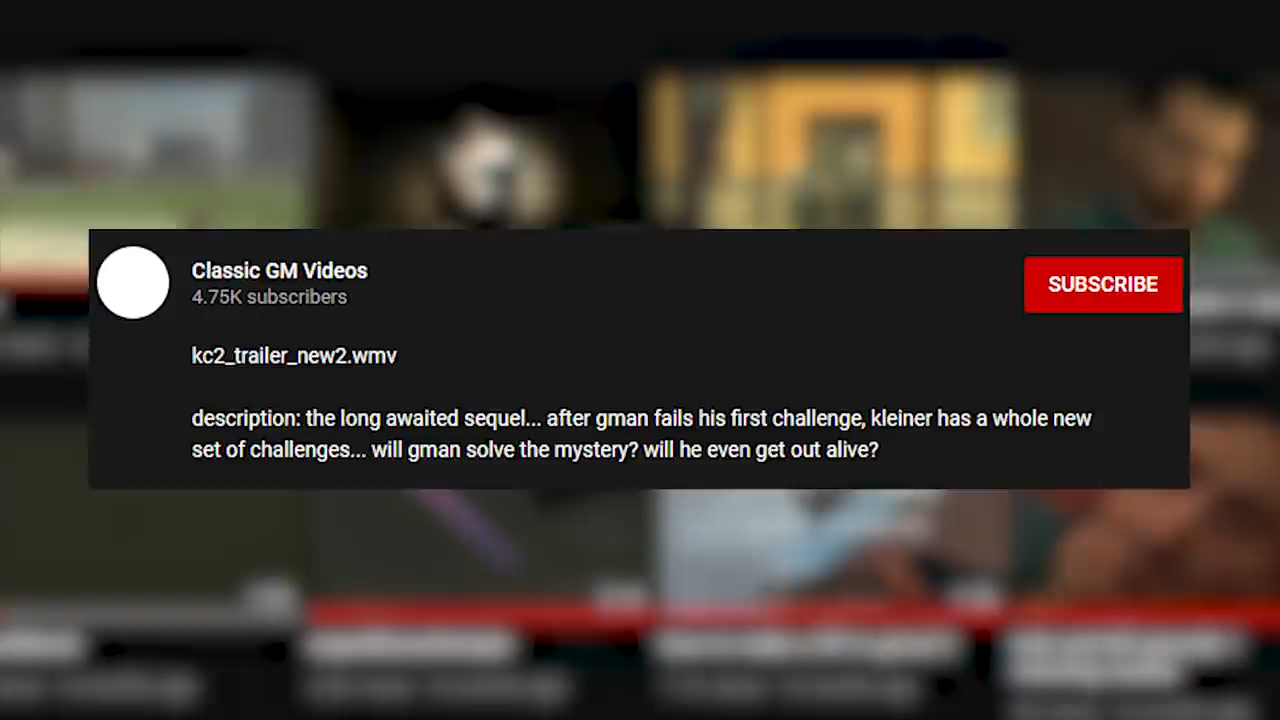 Classic GM Videos
4.75K subscribers
SUBSCRIBE
kc2_trailer_new2.wmv
description: the long awaited sequel... after gman fails his first challenge, kleiner has a whole new
set of challenges... will gman solve the mystery? will he even get out alive?